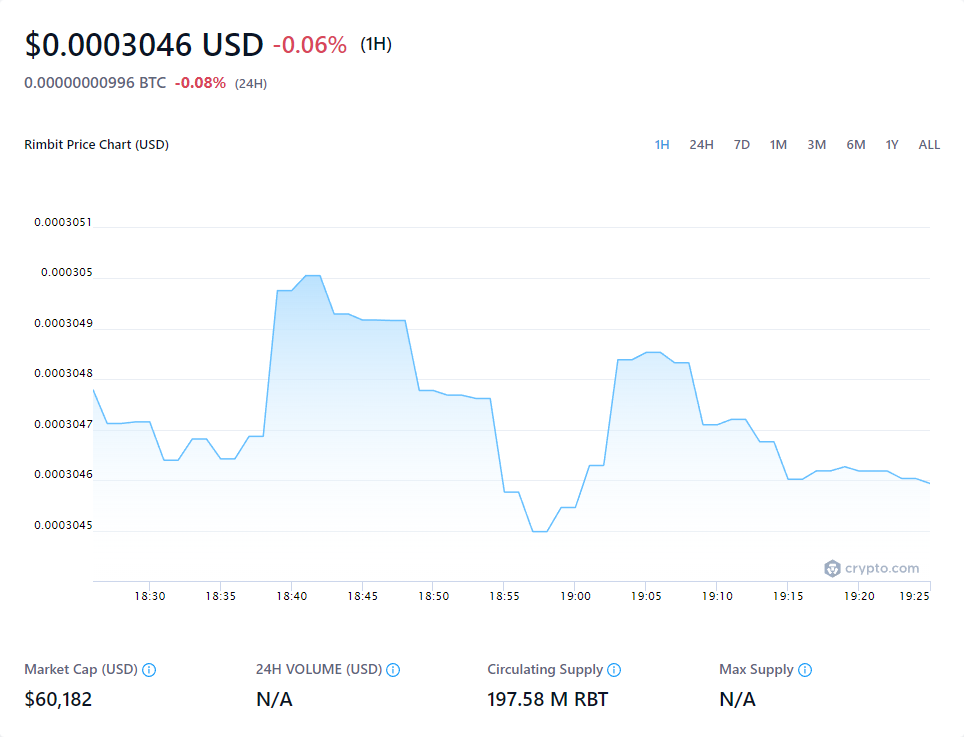 $0.0003046 USD -0.06% (1H)
0.00000000996 BTC -0.08% (24H)
Rimbit Price Chart (USD) 1H 24H 7D 1M 3M 6M 1Y ALL
0.0003051
0.000305
0.0003049
0.0003048
0.0003047
0.0003046
0.0003045
crypto.com
18:30 18:35 18:40 18:45 18:50 18:55 19:00 19:05 19:10 19:15 19:20 19:25
Market Cap (USD) 24H VOLUME (USD) Circulating Supply Max Supply
$60,182 N/A 197.58 M RBT N/A